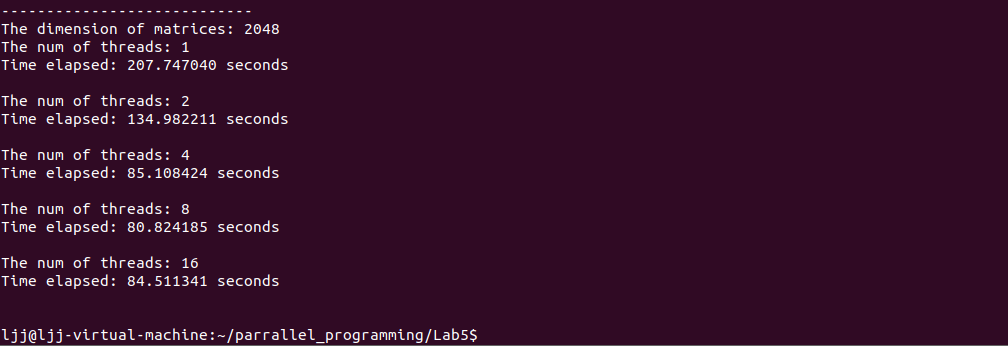 ----------------------------
The dimension of matrices: 2048
The num of threads: 1
Time elapsed: 207.747040 seconds
The num of threads: 2
Time elapsed: 134.982211 seconds
The num of threads: 4
Time elapsed: 85.108424 seconds
The num of threads: 8
Time elapsed: 80.824185 seconds
The num of threads: 16
Time elapsed: 84.511341 seconds
ljj@ljj-virtual-machine:~/parrallel_programming/Lab5$